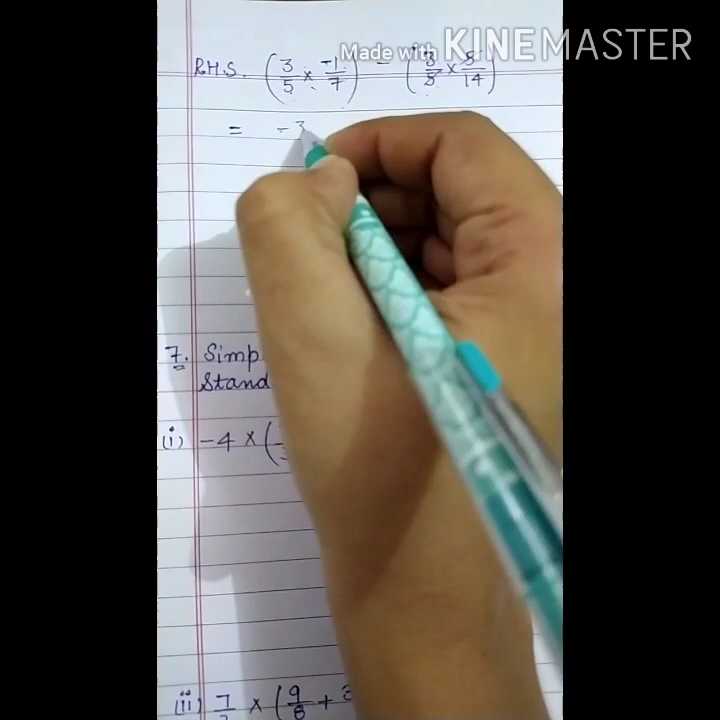 Made with KINEMASTER
R.H.S. (3/5 × -1/7) - (3/5 × 5/14)
= -3
7. Simp
Stand
(i) -4 × (
(ii) 7/ × (9/8 +